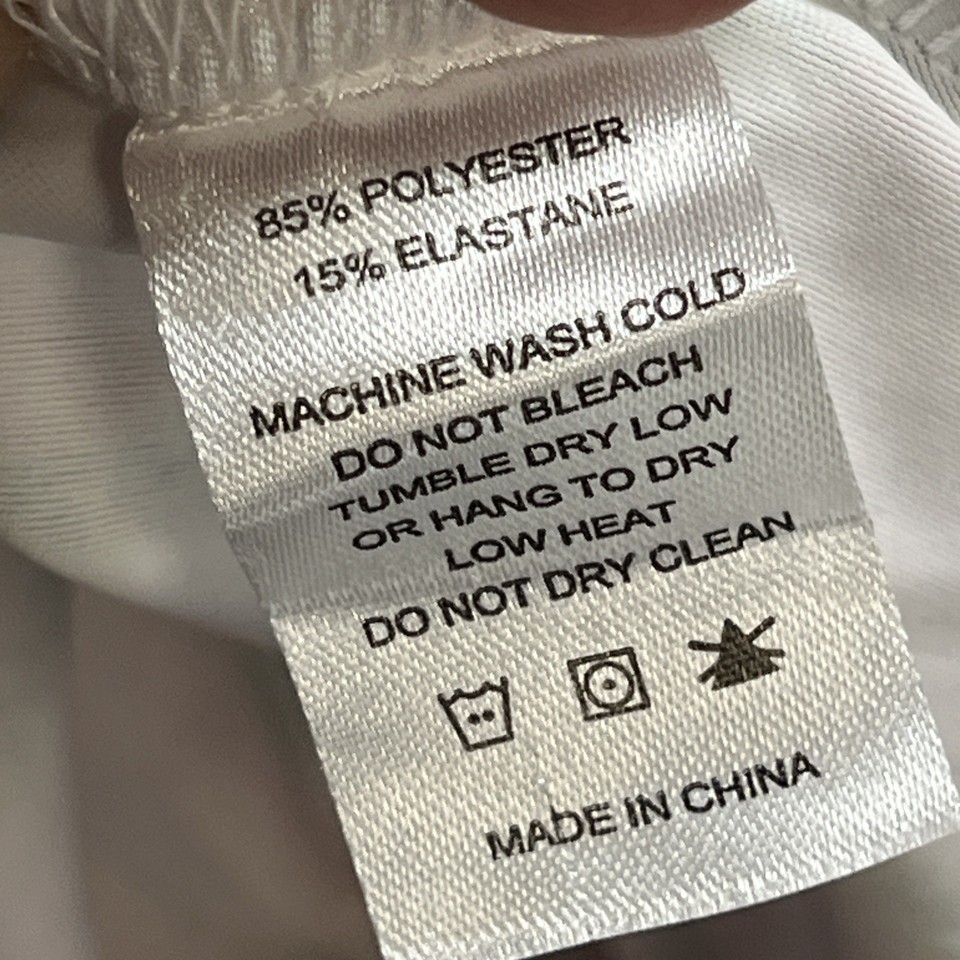 85% POLYESTER
15% ELASTANE
MACHINE WASH COLD
DO NOT BLEACH
TUMBLE DRY LOW
OR HANG TO DRY
LOW HEAT
DO NOT DRY CLEAN
MADE IN CHINA